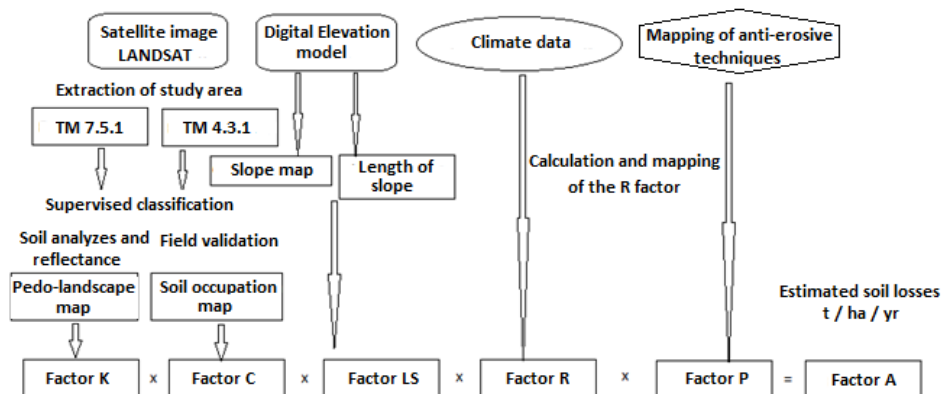 Satellite image
LANDSAT
Digital Elevation
model
Climate data
Mapping of anti-erosive
techniques
Extraction of study area
TM 7.5.1
TM 4.3.1
Slope map
Length of
slope
Calculation and mapping
of the R factor
Supervised classification
Soil analyzes and
reflectance
Field validation
Pedo-landscape
map
Soil occupation
map
Estimated soil losses
t / ha / yr
Factor K x Factor C x Factor LS x Factor R x Factor P = Factor A